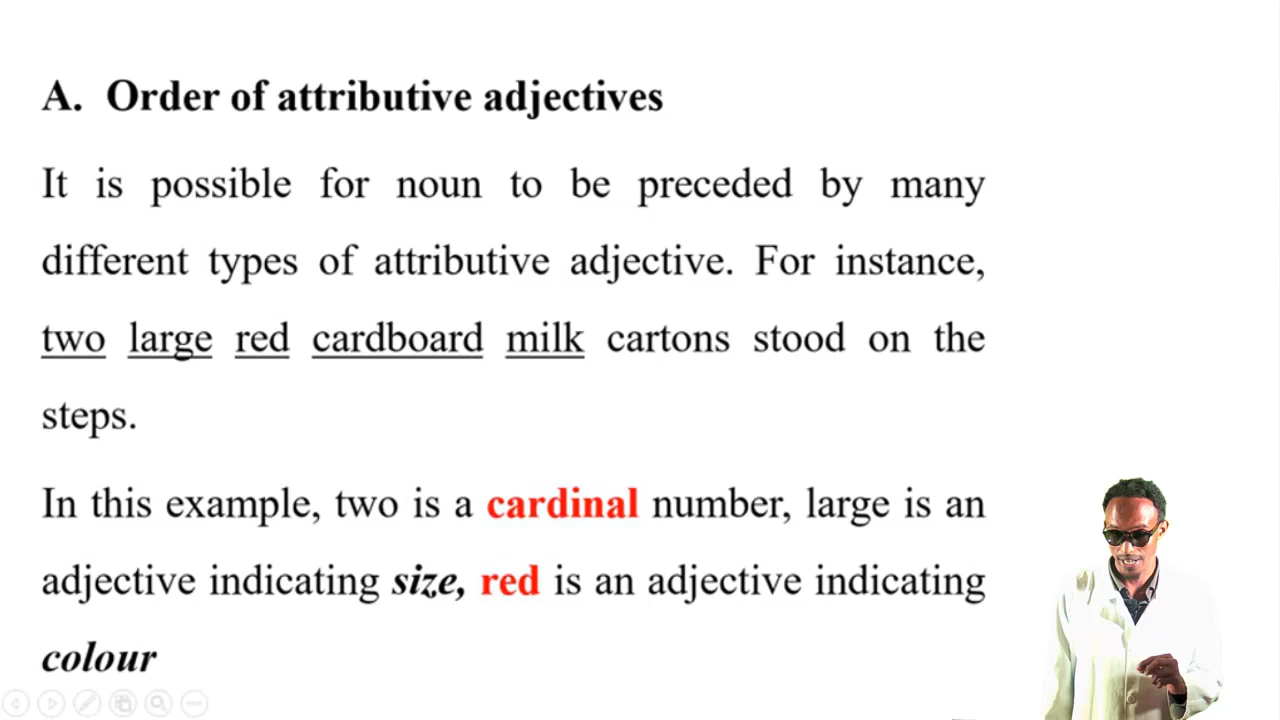 A. Order of attributive adjectives
It is possible for noun to be preceded by many
different types of attributive adjective. For instance,
two large red cardboard milk cartons stood on the
steps.
In this example, two is a cardinal number, large is an
adjective indicating size, red is an adjective indicating
colour